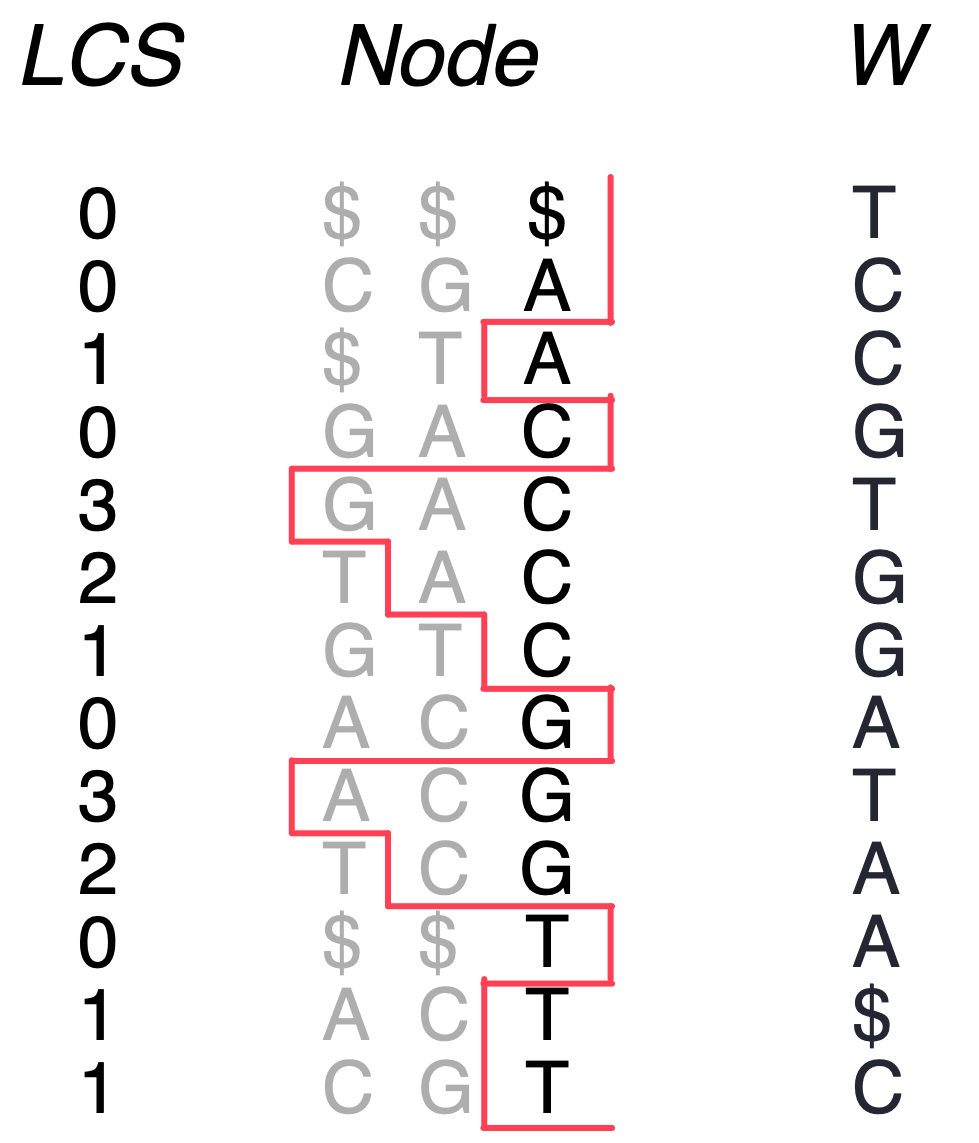 LCS Node W
0 $ $ $ T
0 C G A C
1 $ T A C
0 G A C G
3 G A C T
2 T A C G
1 G T C G
0 A C G A
3 A C G T
2 T C G A
0 $ $ T A
1 A C T $
1 C G T C